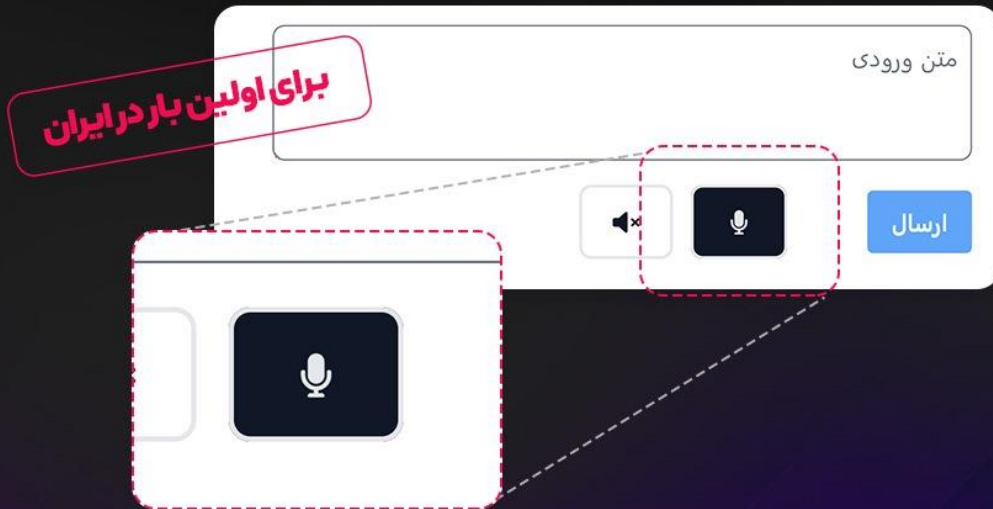 متن ورودی
برای اولین بار در ایران
ارسال